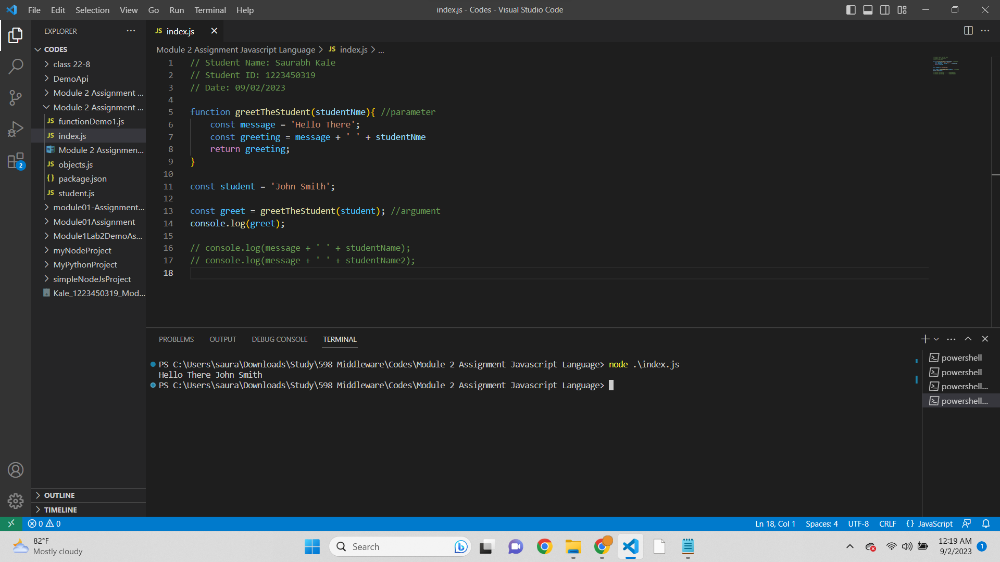 File Edit Selection View Go Run Terminal Help
index.js - Codes - Visual Studio Code
EXPLORER
CODES
class 22-8
DemoApi
Module 2 Assignment ...
Module 2 Assignment ...
JS functionDemo1.js
JS index.js
Module 2 Assignmen...
JS objects.js
{} package.json
JS student.js
module01-Assignment...
Module01Assignment
Module1Lab2DemoAs...
myNodeProject
MyPythonProject
simpleNodeJsProject
Kale_1223450319_Mod...
OUTLINE
TIMELINE
2
JS index.js
Module 2 Assignment Javascript Language > JS index.js > ...
1 // Student Name: Saurabh Kale
2 // Student ID: 1223450319
3 // Date: 09/02/2023
4
5 function greetTheStudent(studentNme){ //parameter
6 const message = 'Hello There';
7 const greeting = message + ' ' + studentNme
8 return greeting;
9 }
10
11 const student = 'John Smith';
12
13 const greet = greetTheStudent(student); //argument
14 console.log(greet);
15
16 // console.log(message + ' ' + studentName);
17 // console.log(message + ' ' + studentName2);
18
PROBLEMS OUTPUT DEBUG CONSOLE TERMINAL
PS C:\Users\saura\Downloads\Study\598 Middleware\Codes\Module 2 Assignment Javascript Language> node .\index.js
Hello There John Smith
PS C:\Users\saura\Downloads\Study\598 Middleware\Codes\Module 2 Assignment Javascript Language>
powershell
powershell
powershell...
powershell...
0 0
Ln 18, Col 1 Spaces: 4 UTF-8 CRLF {} JavaScript
82°F
Mostly cloudy
Search
12:19 AM
9/2/2023
1